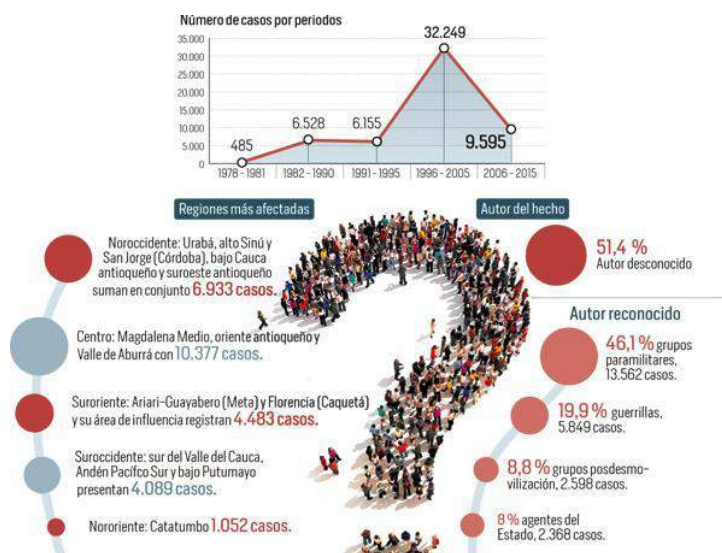 Número de casos por periodos
35.000
30.000
25.000
20.000
15.000
10.000
5.000
0
485
6.528
6.155
32.249
9.595
1978 - 1981
1982 - 1990
1991 - 1995
1996 - 2005
2006 - 2015
Regiones más afectadas
Noroccidente: Urabá, alto Sinú y
San Jorge (Córdoba), bajo Cauca
antioqueño y suroeste antioqueño
suman en conjunto 6.933 casos.
Centro: Magdalena Medio, oriente antioqueño y
Valle de Aburrá con 10.377 casos.
Suroriente: Ariari-Guayabero (Meta) y Florencia (Caquetá)
y su área de influencia registran 4.483 casos.
Suroccidente: sur del Valle del Cauca,
Andén Pacífco Sur y bajo Putumayo
presentan 4.089 casos.
Nororiente: Catatumbo 1.052 casos.
Autor del hecho
51,4 %
Autor desconocido
Autor reconocido
46,1 % grupos
paramilitares,
13.562 casos.
19,9 % guerrillas,
5.849 casos.
8,8 % grupos posdesmo-
vilización, 2.598 casos.
8 % agentes del
Estado, 2.368 casos.